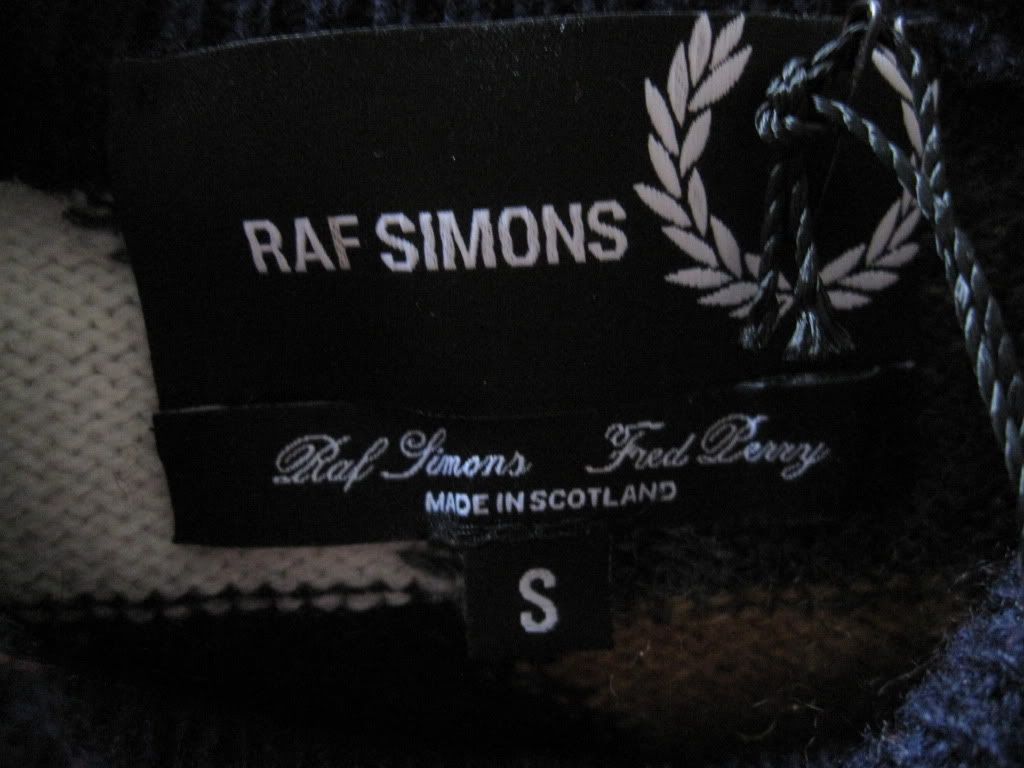 RAF SIMONS
Raf Simons Fred Perry
MADE IN SCOTLAND
S